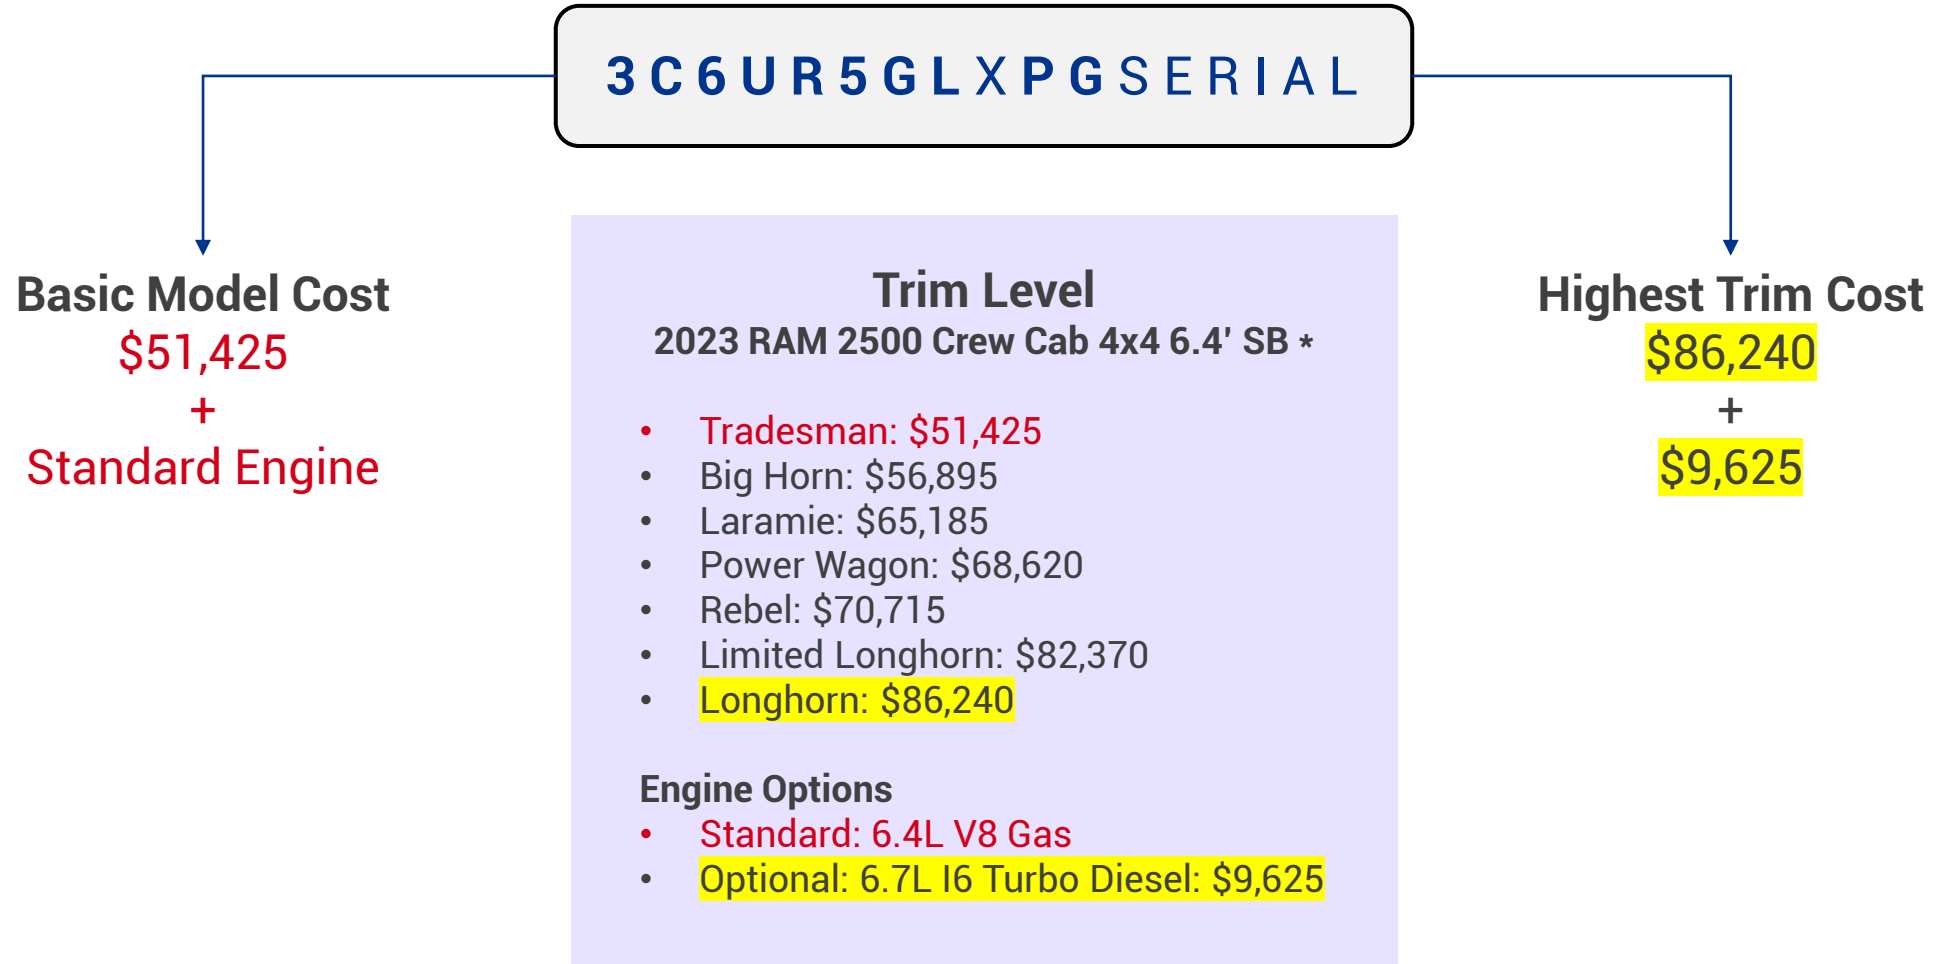 3C6UR5GLXPGSERIAL
Basic Model Cost
$51,425
+
Standard Engine
Trim Level
2023 RAM 2500 Crew Cab 4x4 6.4' SB *
• Tradesman: $51,425
• Big Horn: $56,895
• Laramie: $65,185
• Power Wagon: $68,620
• Rebel: $70,715
• Limited Longhorn: $82,370
• Longhorn: $86,240
Engine Options
• Standard: 6.4L V8 Gas
• Optional: 6.7L I6 Turbo Diesel: $9,625
Highest Trim Cost
$86,240
+
$9,625